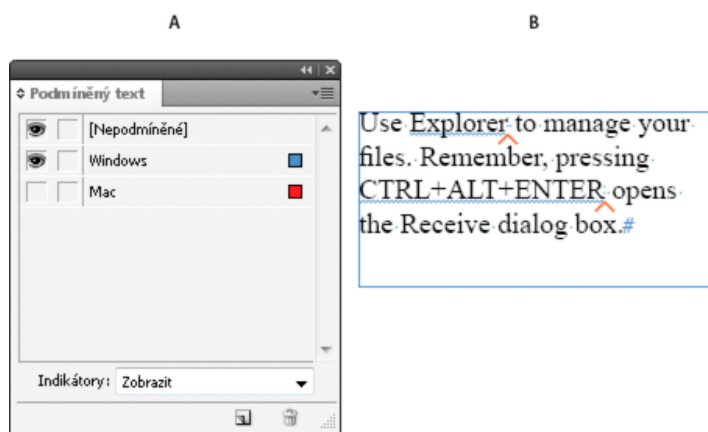 A
B
Podmíněný text
[Nepodmíněné]
Windows
Mac
Indikátory: Zobrazit
Use Explorer to manage your
files. Remember, pressing
CTRL+ALT+ENTER opens
the Receive dialog box.#